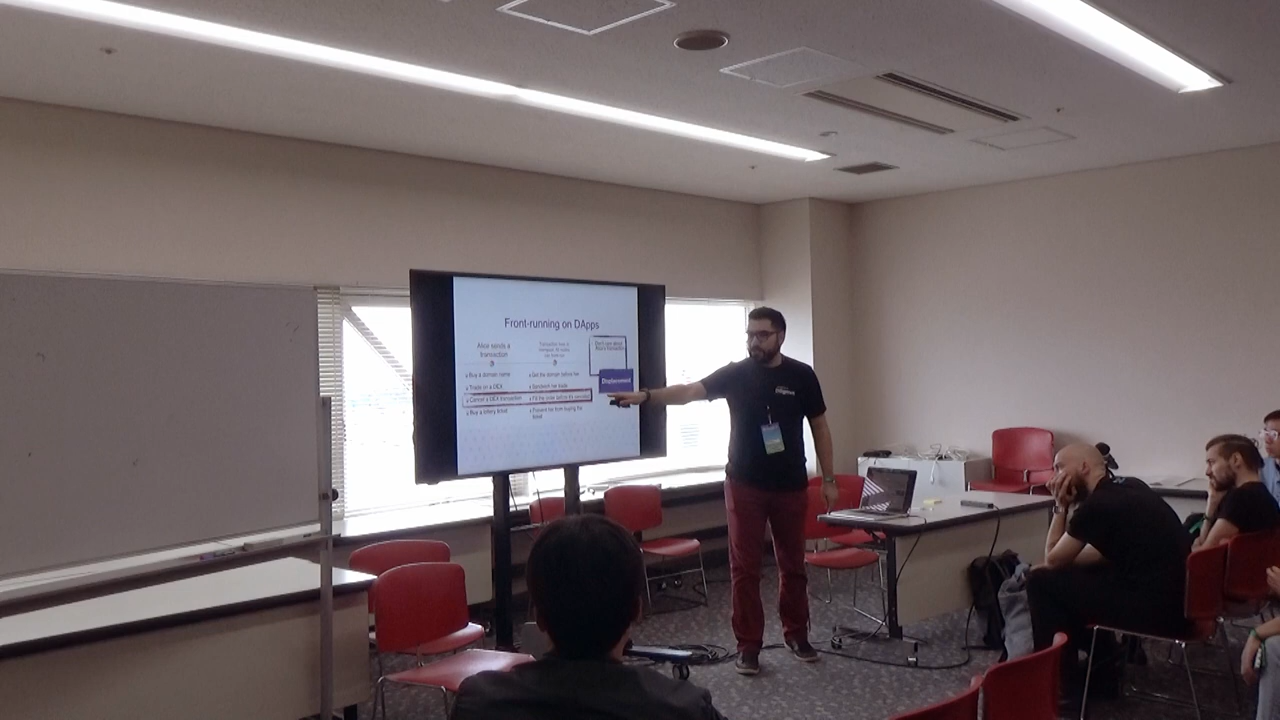 Front-running on DApps
Alice sends a
transaction
Buy a domain name
Get the domain before her
Trade on a DEX
Sandwich her trade
Cancel a DEX transaction
Fill the order before it's canceled
Buy a lottery ticket
Prevent her from buying the
ticket
Displacement